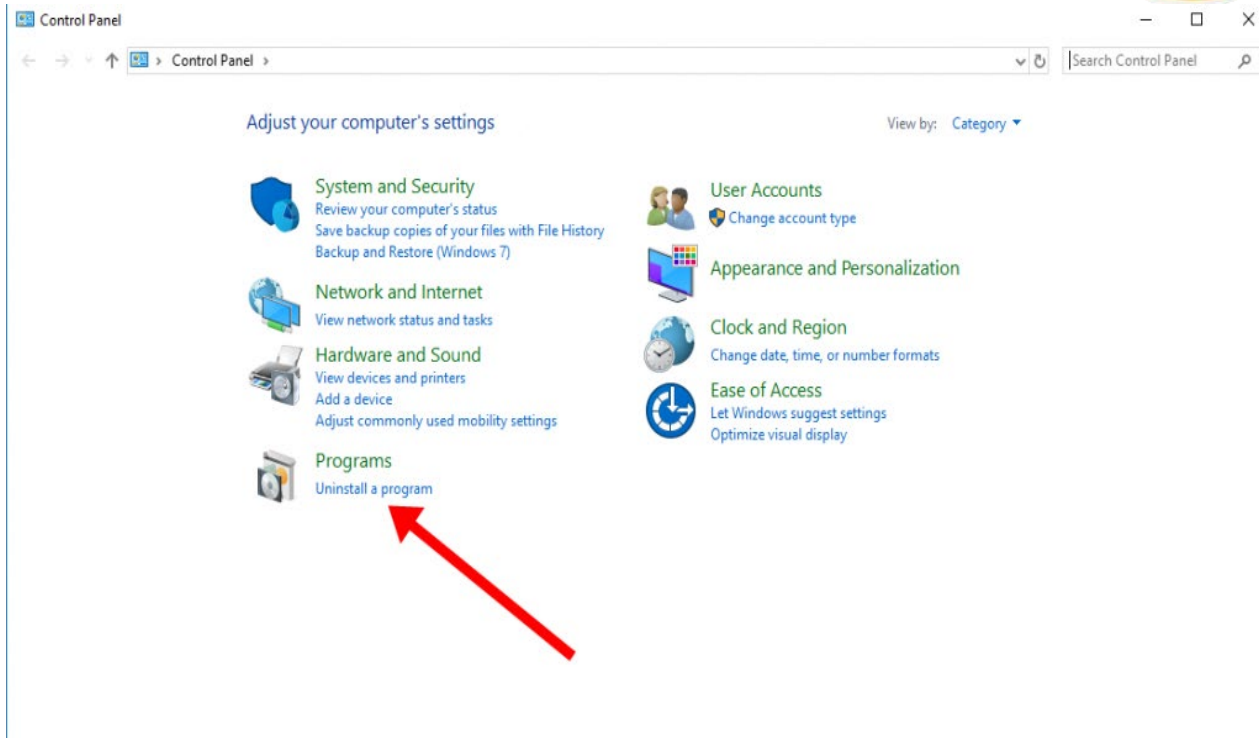 Control Panel
Control Panel
Search Control Panel
Adjust your computer's settings
View by: Category
System and Security
Review your computer's status
Save backup copies of your files with File History
Backup and Restore (Windows 7)
Network and Internet
View network status and tasks
Hardware and Sound
View devices and printers
Add a device
Adjust commonly used mobility settings
Programs
Uninstall a program
User Accounts
Change account type
Appearance and Personalization
Clock and Region
Change date, time, or number formats
Ease of Access
Let Windows suggest settings
Optimize visual display